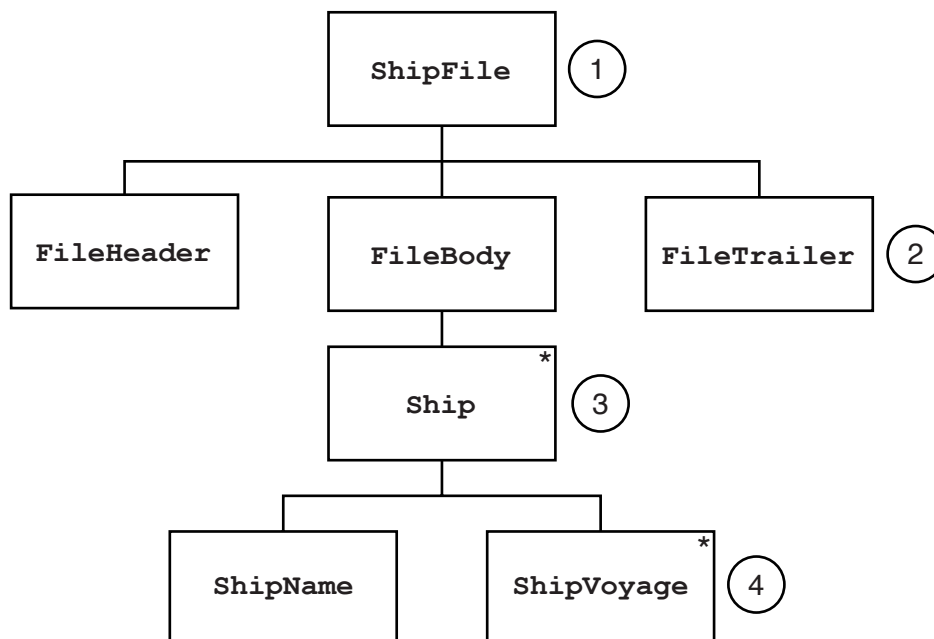 ShipFile 1
FileHeader FileBody FileTrailer 2
*
Ship 3
*
ShipName ShipVoyage 4